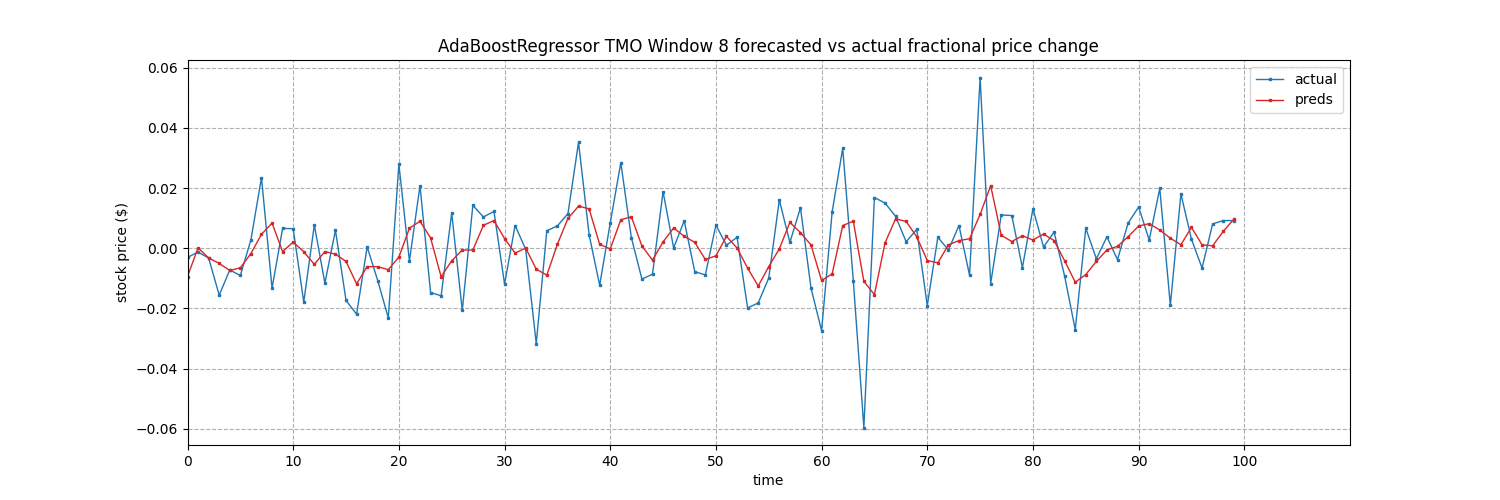 AdaBoostRegressor TMO Window 8 forecasted vs actual fractional price change
actual
preds
stock price ($)
0.06
0.04
0.02
0.00
−0.02
−0.04
−0.06
0 10 20 30 40 50 60 70 80 90 100
time